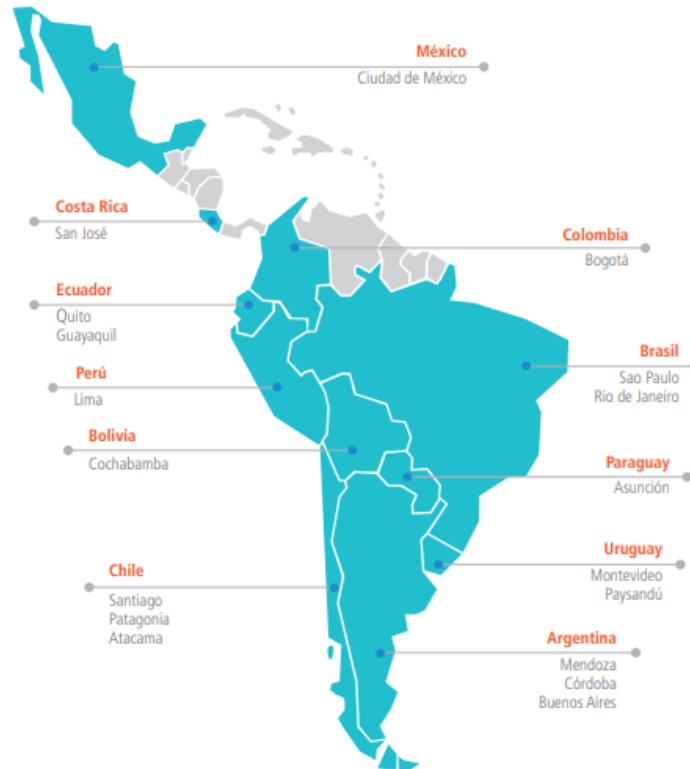 México
Ciudad de México
Costa Rica
San José
Colombia
Bogotá
Ecuador
Quito
Guayaquil
Brasil
Sao Paulo
Rio de Janeiro
Perú
Lima
Bolivia
Cochabamba
Paraguay
Asunción
Uruguay
Montevideo
Paysandú
Chile
Santiago
Patagonia
Atacama
Argentina
Mendoza
Córdoba
Buenos Aires